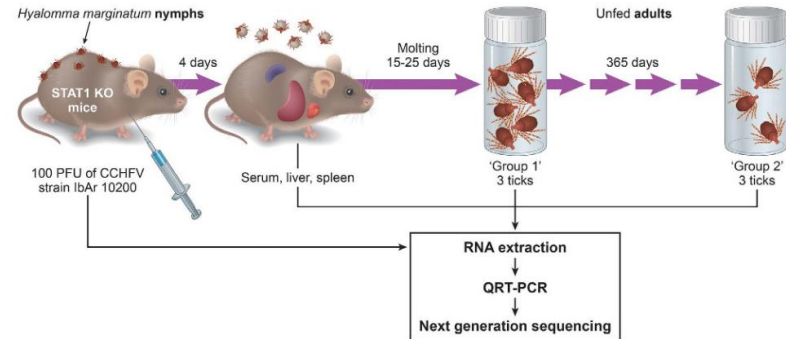 Hyalomma marginatum nymphs
STAT1 KO
mice
100 PFU of CCHFV
strain IbAr 10200
4 days
Serum, liver, spleen
Molting
15-25 days
Unfed adults
365 days
'Group 1'
3 ticks
'Group 2'
3 ticks
RNA extraction
QRT-PCR
Next generation sequencing